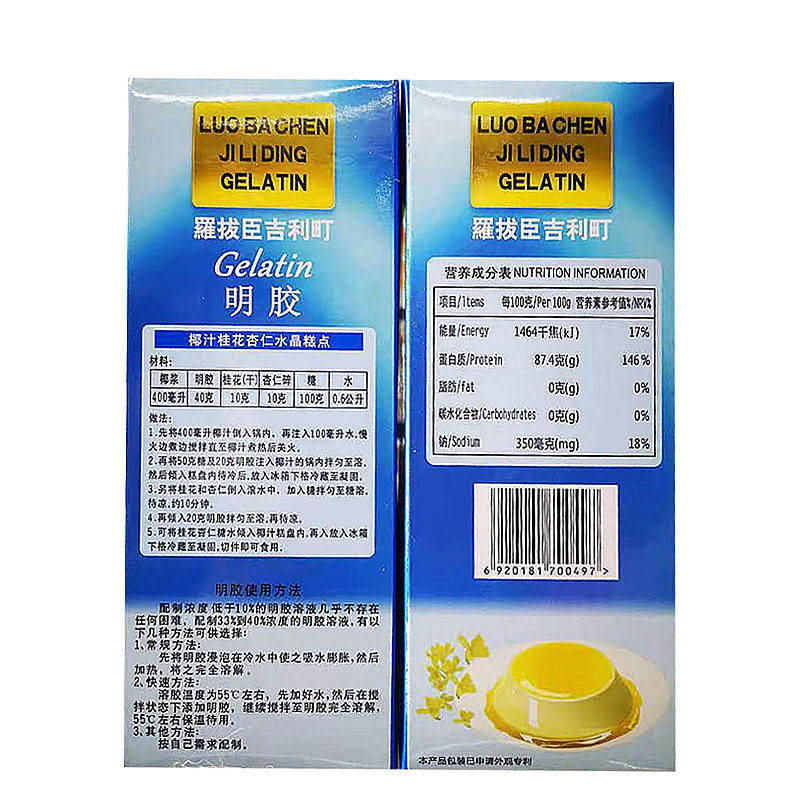 LUO BA CHEN
JI LI DING
GELATIN
羅拔臣吉利町
Gelatin
明胶
椰汁桂花杏仁水晶糕点
材料:
椰浆 明胶 桂花(干) 杏仁碎 糖 水
400毫升 40克 10克 10克 100克 0.6公升
做法:
1.先将400毫升椰汁倒入锅内、再注入100毫升水,慢
火边煮边搅拌直至椰汁煮热后关火。
2.再将50克糖及20克明胶注入椰汁的锅内拌匀至溶,
然后倾入糕盘内待冷后,放入冰箱下格冷藏至凝固。
3.另将桂花和杏仁倒入滚水中、加入糖拌匀至糖溶,
待凉,约10分钟。
4.再倾入20克明胶拌匀至溶,再待凉。
5.可将桂花杏仁糖水倾入椰汁糕盘内,再入放入冰箱
下格冷藏至凝固,切件即可食用。
明胶使用方法
配制浓度低于10%的明胶溶液几乎不存在
任何困难,配制33%到40%浓度的明胶溶液,有以
下几种方法可供选择:
1、常规方法:
先将明胶浸泡在冷水中使之吸水膨胀,然后
加热,将之完全溶解。
2、快速方法:
溶胶温度为55℃左右,先加好水,然后在搅
拌状态下添加明胶,继续搅拌至明胶完全溶解,
55℃左右保温待用。
3、其他方法:
按自己需求配制。
LUO BA CHEN
JI LI DING
GELATIN
羅拔臣吉利町
营养成分表 NUTRITION INFORMATION
项目/Items 每100克/Per 100g 营养素参考值%/NRV%
能量/Energy 1464千焦(kJ) 17%
蛋白质/Protein 87.4克(g) 146%
脂肪/fat 0克(g) 0%
碳水化合物/Carbohydrates 0克(g) 0%
钠/Sodium 350毫克(mg) 18%
6 920181 700497 >
本产品包装已申请外观专利